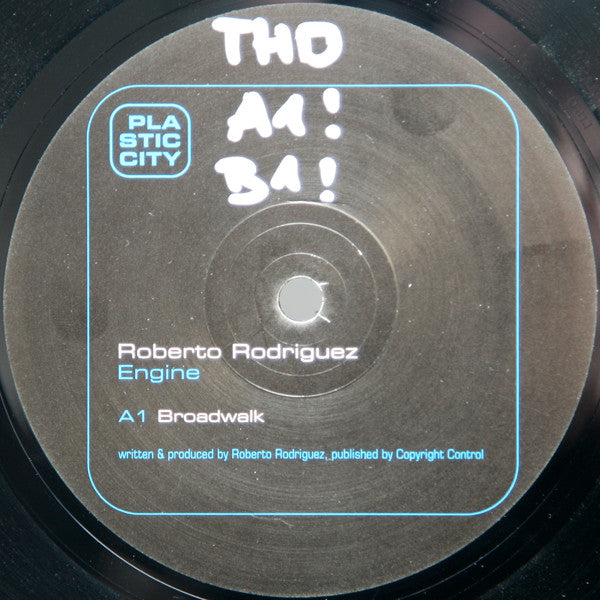 THD
A1!
B1!
PLA
STIC
CITY
Roberto Rodriguez
Engine
A1 Broadwalk
written & produced by Roberto Rodriguez, published by Copyright Control